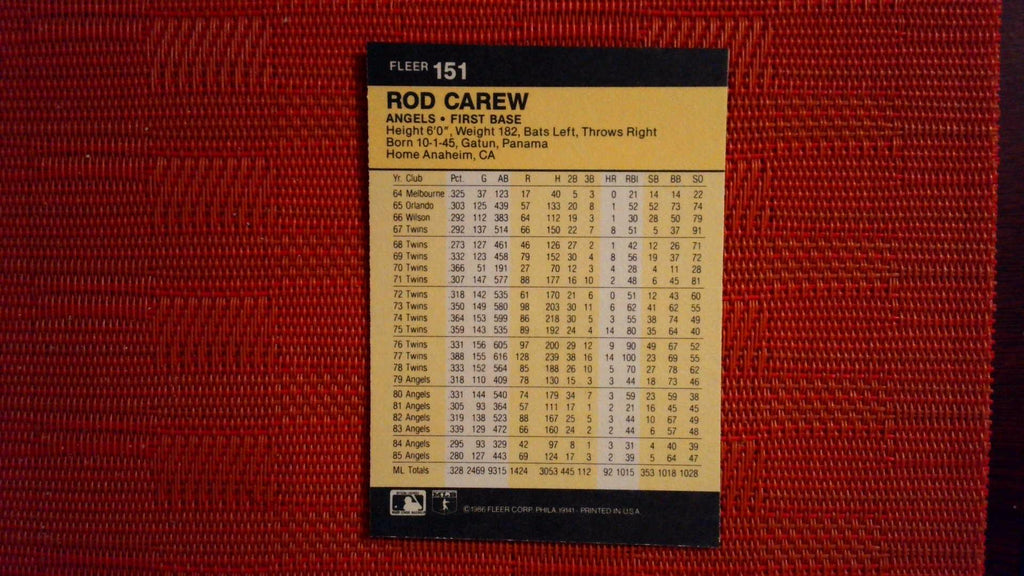 FLEER 151
ROD CAREW
ANGELS • FIRST BASE
Height 6'0", Weight 182, Bats Left, Throws Right
Born 10-1-45, Gatun, Panama
Home Anaheim, CA
Yr. Club Pct. G AB R H 2B 3B HR RBI SB BB SO
64 Melbourne .325 37 123 17 40 5 3 0 21 14 14 22
65 Orlando .303 125 439 57 133 20 8 1 52 52 73 74
66 Wilson .292 112 383 64 112 19 3 1 30 28 50 79
67 Twins .292 137 514 66 150 22 7 8 51 5 37 91
68 Twins .273 127 461 46 126 27 2 1 42 12 26 71
69 Twins .332 123 458 79 152 30 4 8 56 19 37 72
70 Twins .366 51 191 27 70 12 3 4 28 4 11 28
71 Twins .307 147 577 88 177 16 10 2 48 6 45 81
72 Twins .318 142 535 61 170 21 6 0 51 12 43 60
73 Twins .350 149 580 98 203 30 11 6 62 41 62 55
74 Twins .364 153 599 86 218 30 5 3 55 38 74 49
75 Twins .359 143 535 89 192 24 4 14 80 35 64 40
76 Twins .331 156 605 97 200 29 12 9 90 49 67 52
77 Twins .388 155 616 128 239 38 16 14 100 23 69 55
78 Twins .333 152 564 85 188 26 10 5 70 27 78 62
79 Angels .318 110 409 78 130 15 3 3 44 18 73 46
80 Angels .331 144 540 74 179 34 7 3 59 23 59 38
81 Angels .305 93 364 57 111 17 1 2 21 16 45 45
82 Angels .319 138 523 88 167 25 5 3 44 10 67 49
83 Angels .339 129 472 66 160 24 2 2 44 6 57 48
84 Angels .295 93 329 42 97 8 1 3 31 4 40 39
85 Angels .280 127 443 69 124 17 3 2 39 5 64 47
ML Totals .328 2469 9315 1424 3053 445 112 92 1015 353 1018 1028
©1986 FLEER CORP. PHILA. 19141 - PRINTED IN U.S.A.